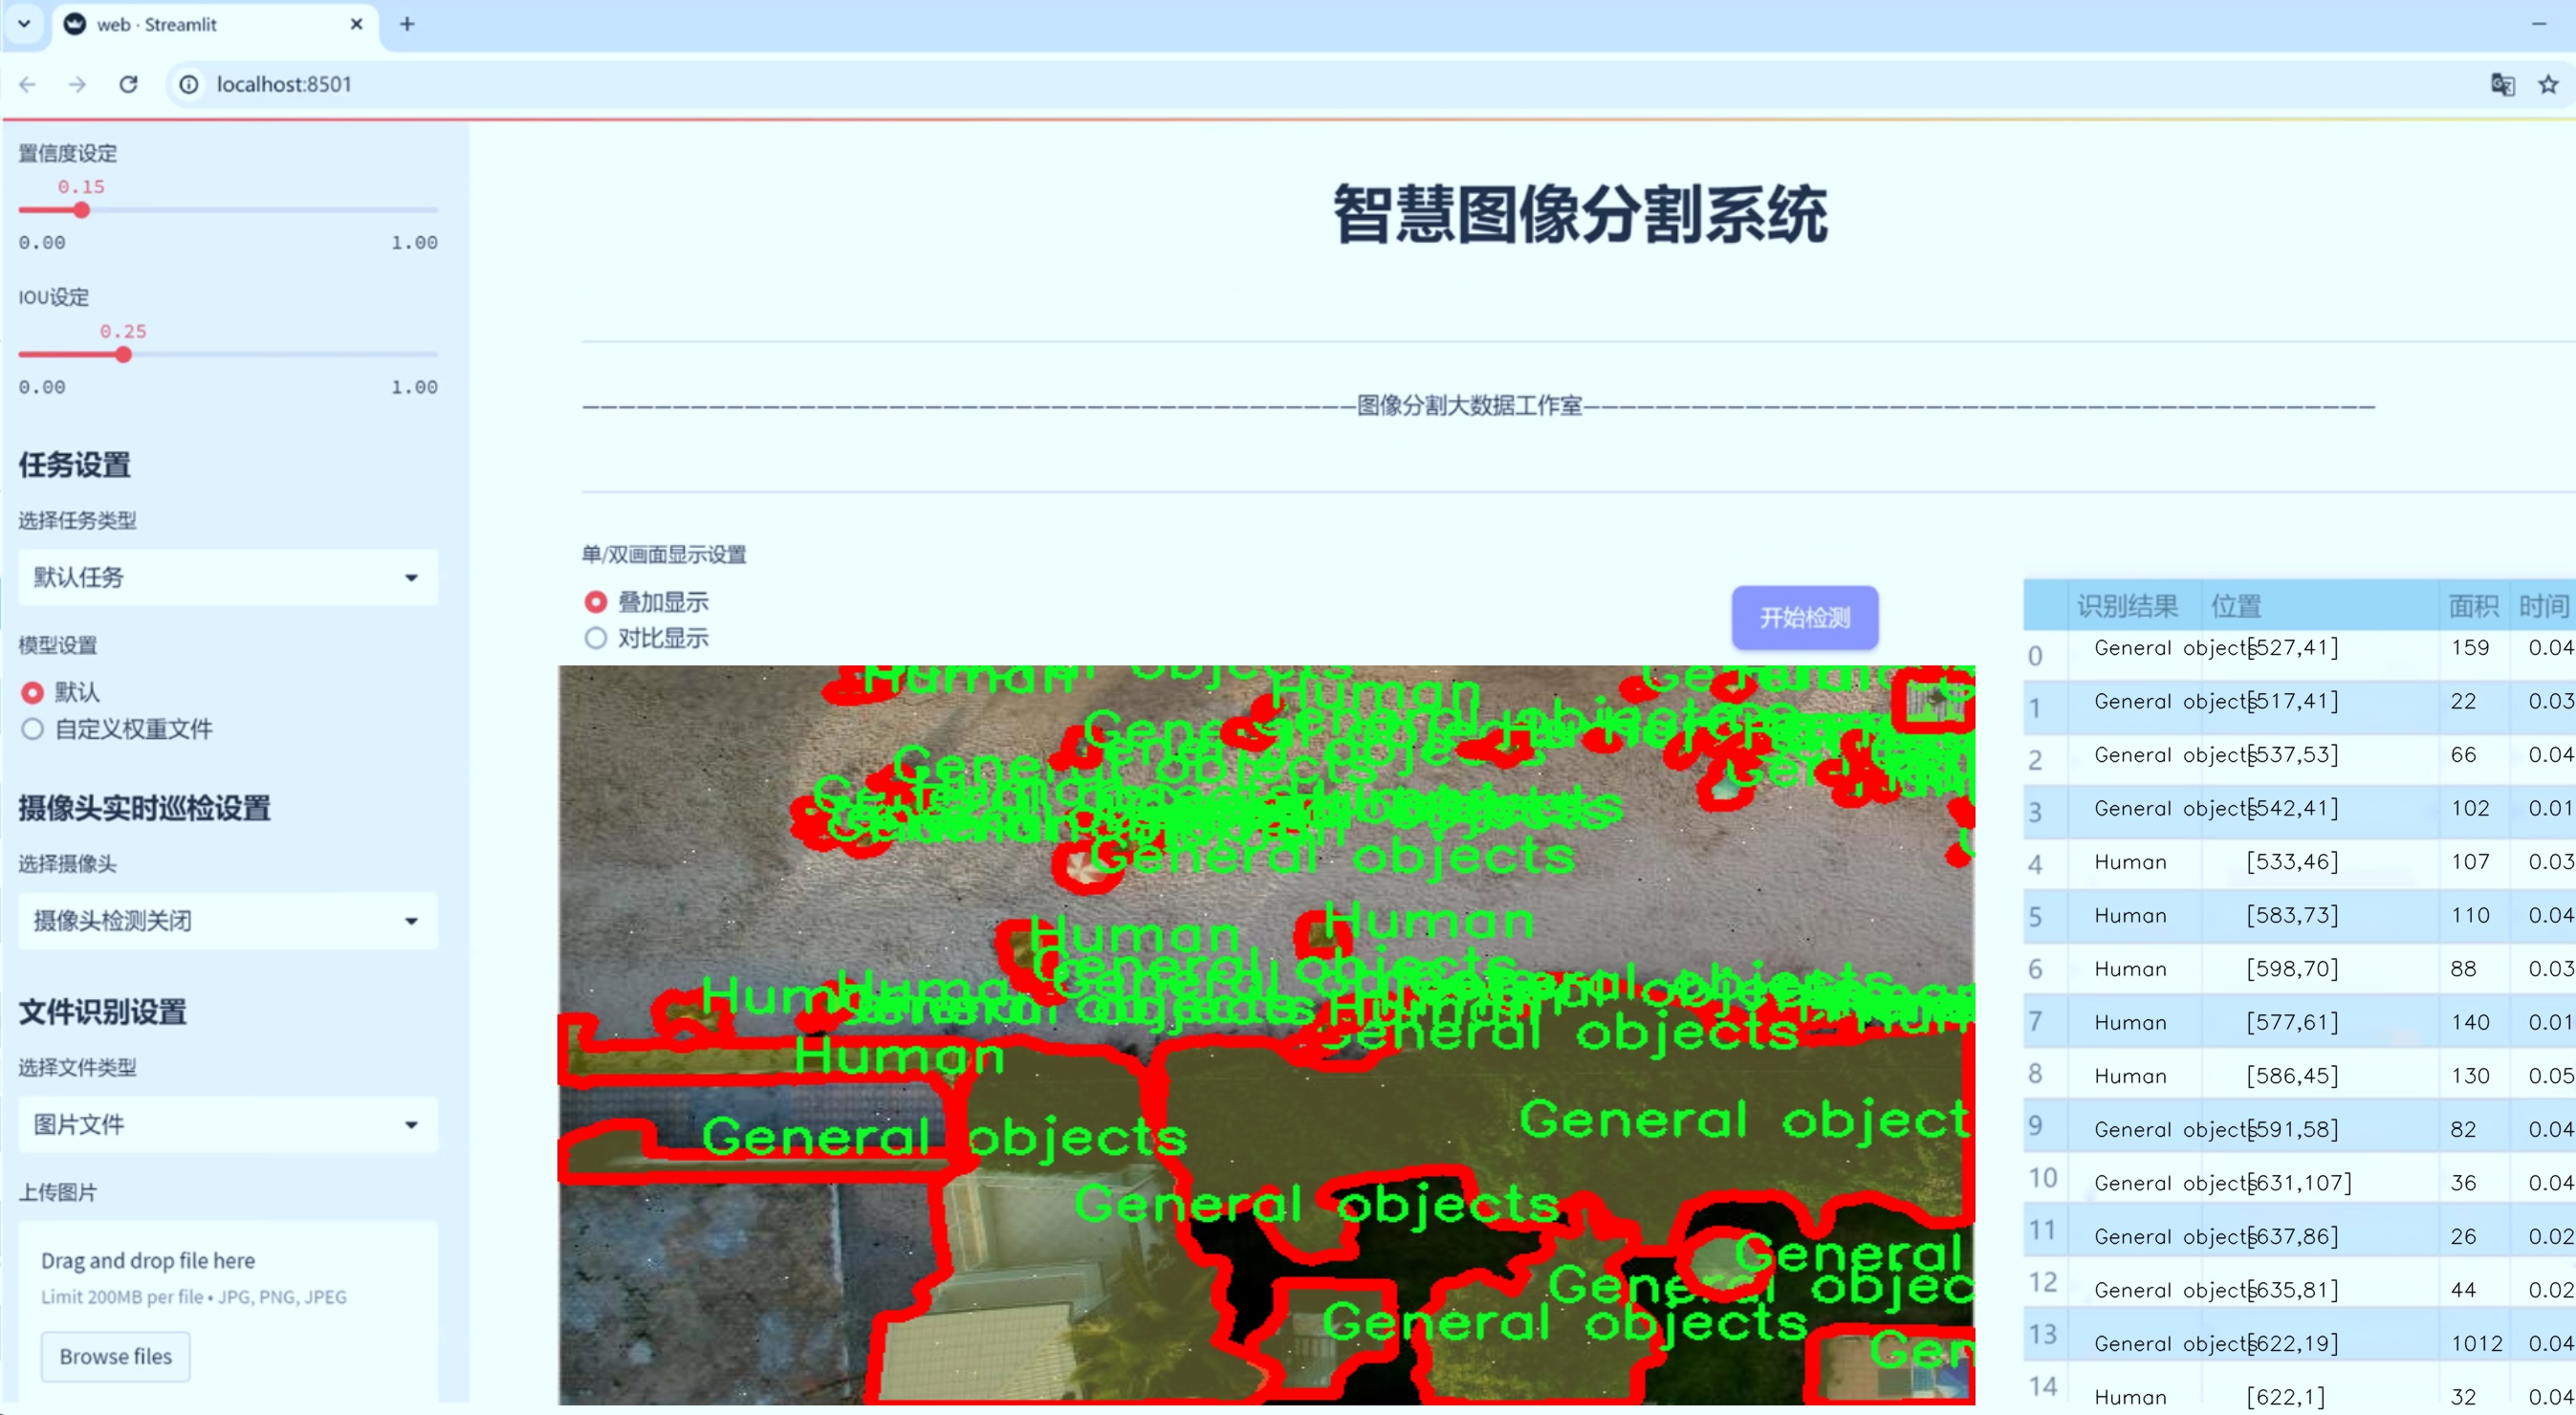 web · Streamlit
localhost:8501
置信度设定
0.15
0.00 1.00
IOU设定
0.25
0.00 1.00
任务设置
选择任务类型
默认任务
模型设置
默认
自定义权重文件
摄像头实时巡检设置
选择摄像头
摄像头检测关闭
文件识别设置
选择文件类型
图片文件
上传图片
Drag and drop file here
Limit 200MB per file • JPG, PNG, JPEG
Browse files
智慧图像分割系统
图像分割大数据工作室
单/双画面显示设置
叠加显示
对比显示
开始检测
Human
Human
General objects
Human
Human
General objects
Human
General objects
Human
General objects
General object
General objects
General
General objec
General objects
Gen
识别结果 位置 面积 时间
0 General objects [527,41] 159 0.04
1 General objects [517,41] 22 0.03
2 General objects [537,53] 66 0.04
3 General objects [542,41] 102 0.01
4 Human [533,46] 107 0.03
5 Human [583,73] 110 0.04
6 Human [598,70] 88 0.03
7 Human [577,61] 140 0.01
8 Human [586,45] 130 0.05
9 General objects [591,58] 82 0.04
10 General objects [631,107] 36 0.04
11 General objects [637,86] 26 0.02
12 General objects [635,81] 44 0.02
13 General objects [622,19] 1012 0.04
14 Human [622,1] 32 0.04